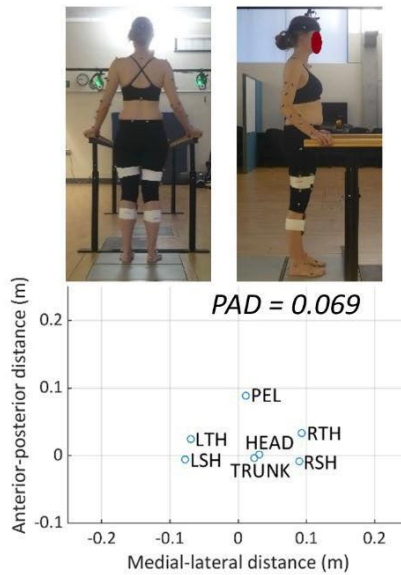 PAD = 0.069
Anterior-posterior distance (m)
0.2
0.1
0
-0.1
PEL
LTH
HEAD
RTH
LSH
TRUNK
RSH
-0.2
-0.1
0
0.1
0.2
Medial-lateral distance (m)